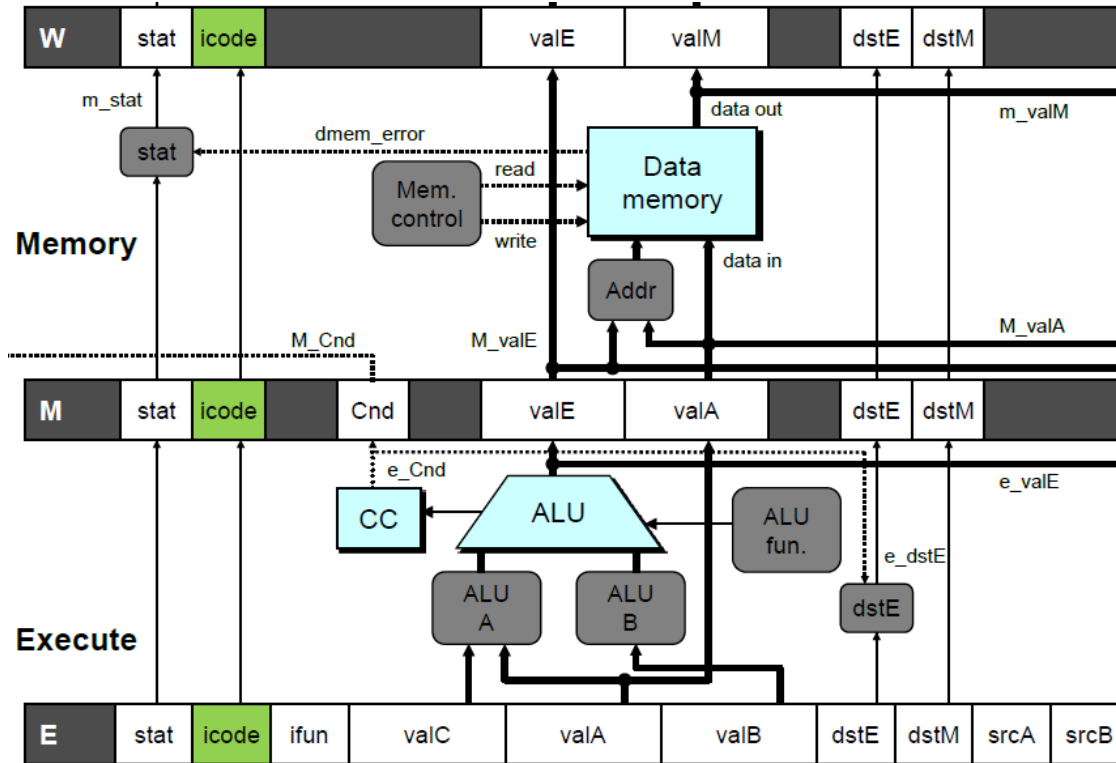 W stat icode valE valM dstE dstM
m_stat
data out
m_valM
dmem_error
stat
read
Data
memory
Mem.
control
Memory
write
data in
Addr
M_Cnd
M_valE
M_valA
M stat icode Cnd valE valA dstE dstM
e_Cnd
e_valE
CC
ALU
ALU
fun.
e_dstE
ALU
A
ALU
B
dstE
Execute
E stat icode ifun valC valA valB dstE dstM srcA srcB